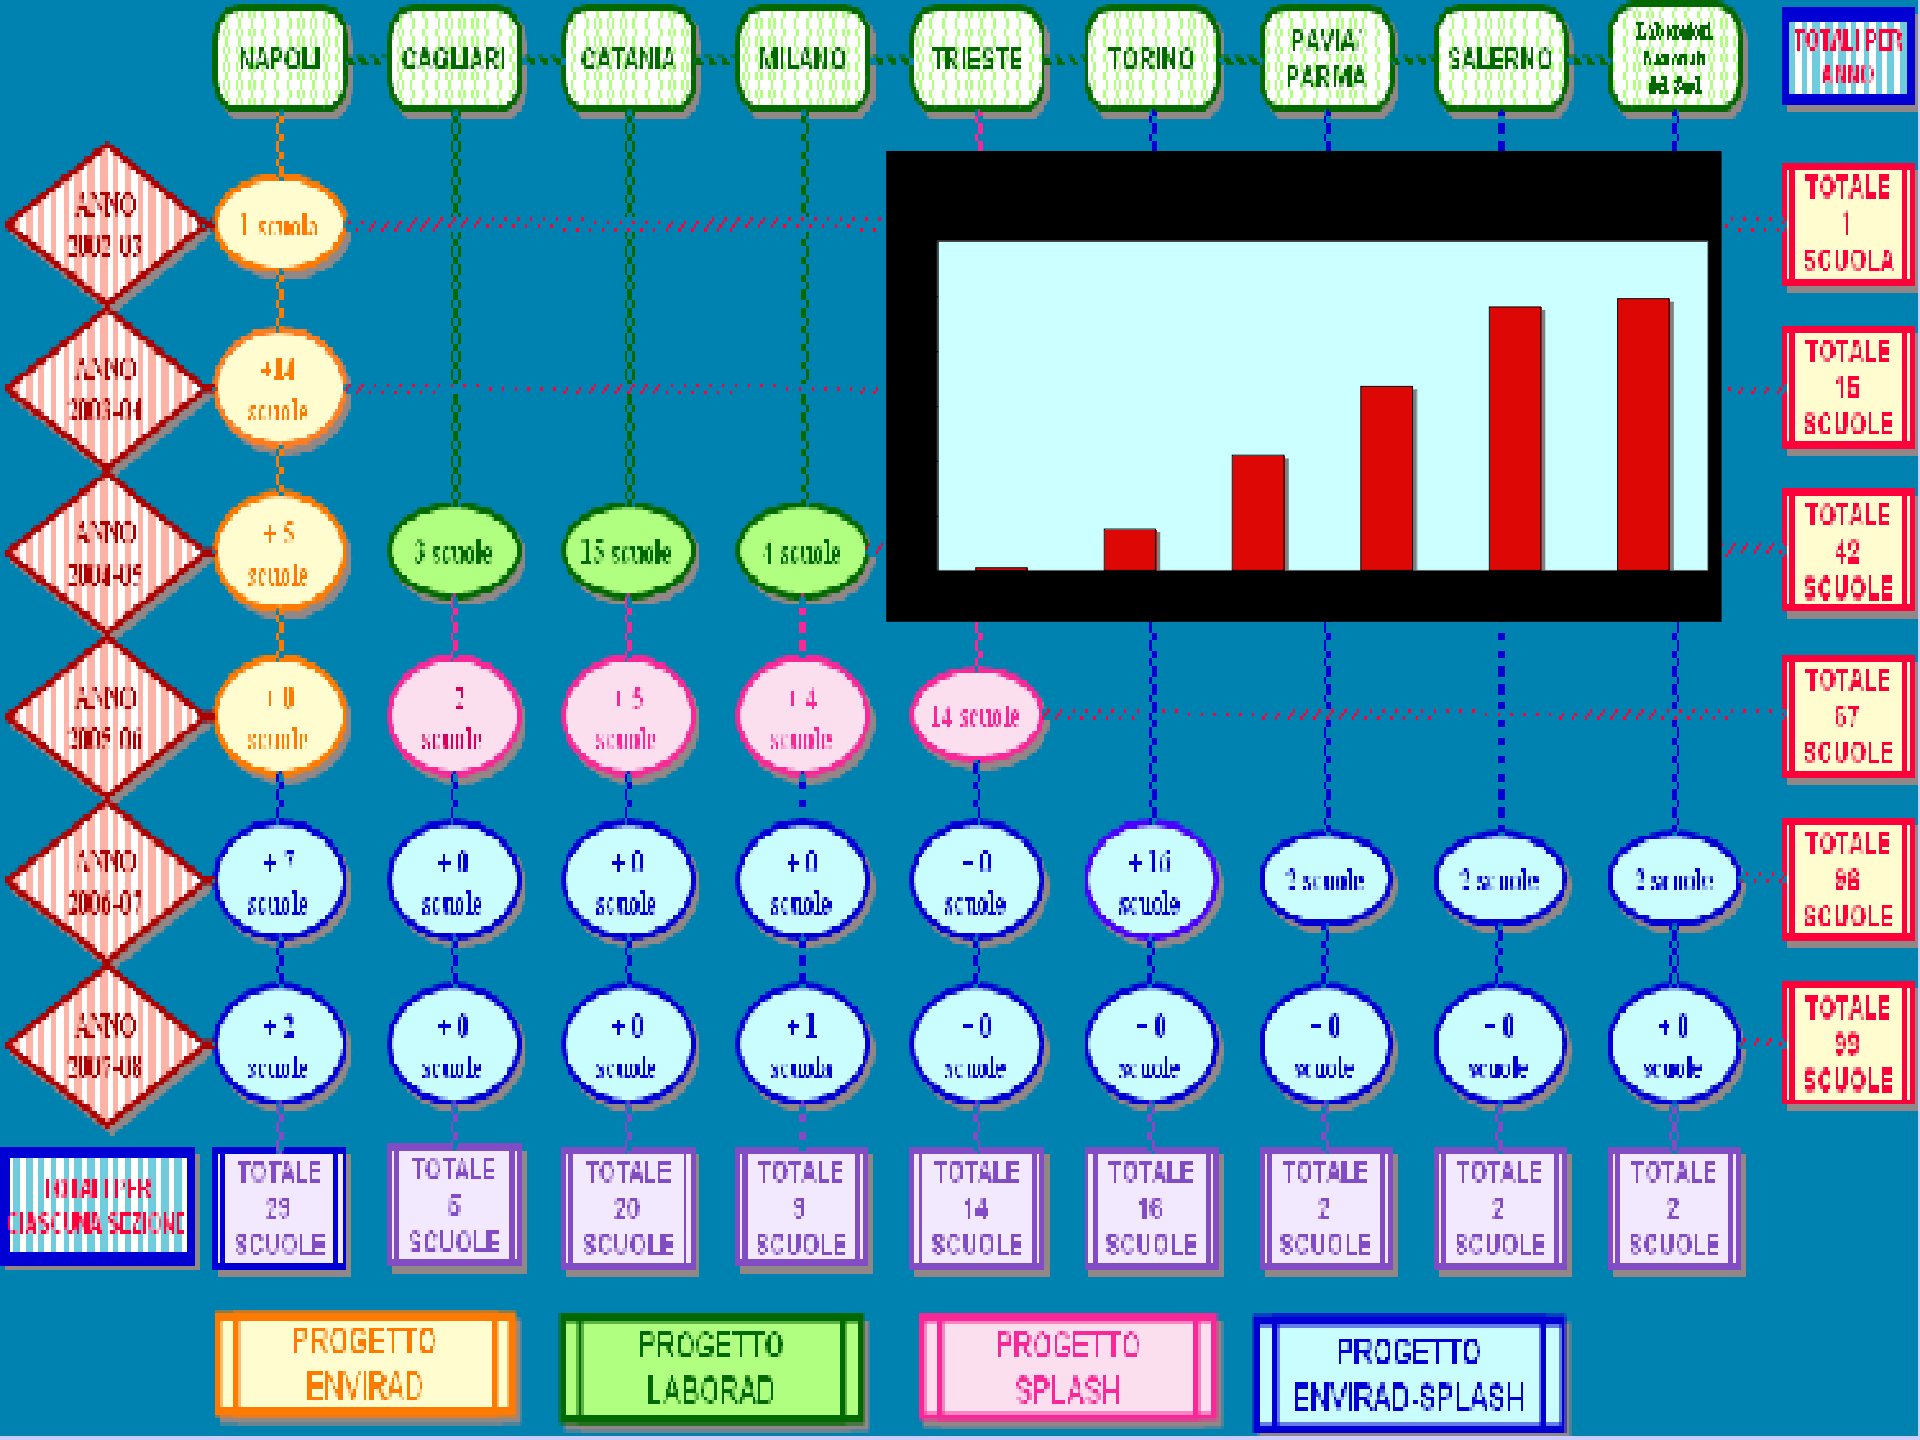 NAPOLI
CAGLIARI
CATANIA
MILANO
TRIESTE
TORINO
PAVIA/
PARMA
SALERNO
Laboratori
Nazionali
del Sud
TOTALI PER
ANNO
ANNO
2002-03
1 scuola
TOTALE
1
SCUOLA
ANNO
2003-04
+14
scuole
TOTALE
15
SCUOLE
ANNO
2004-05
+ 5
scuole
3 scuole
15 scuole
4 scuole
TOTALE
42
SCUOLE
ANNO
2005-06
+ 0
scuole
2
scuole
+ 5
scuole
+ 4
scuole
14 scuole
TOTALE
67
SCUOLE
ANNO
2006-07
+ 7
scuole
+ 0
scuole
+ 0
scuole
+ 0
scuole
+ 0
scuole
+ 16
scuole
2 scuole
2 scuole
2 scuole
TOTALE
96
SCUOLE
ANNO
2007-08
+ 2
scuole
+ 0
scuole
+ 0
scuole
+ 1
scuola
+ 0
scuole
+ 0
scuole
+ 0
scuole
+ 0
scuole
+ 0
scuole
TOTALE
99
SCUOLE
TOTALI PER
CIASCUNA SEZIONE
TOTALE
29
SCUOLE
TOTALE
5
SCUOLE
TOTALE
20
SCUOLE
TOTALE
9
SCUOLE
TOTALE
14
SCUOLE
TOTALE
16
SCUOLE
TOTALE
2
SCUOLE
TOTALE
2
SCUOLE
TOTALE
2
SCUOLE
PROGETTO
ENVIRAD
PROGETTO
LABORAD
PROGETTO
SPLASH
PROGETTO
ENVIRAD-SPLASH